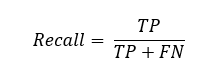 Recall = TP / TP + FN